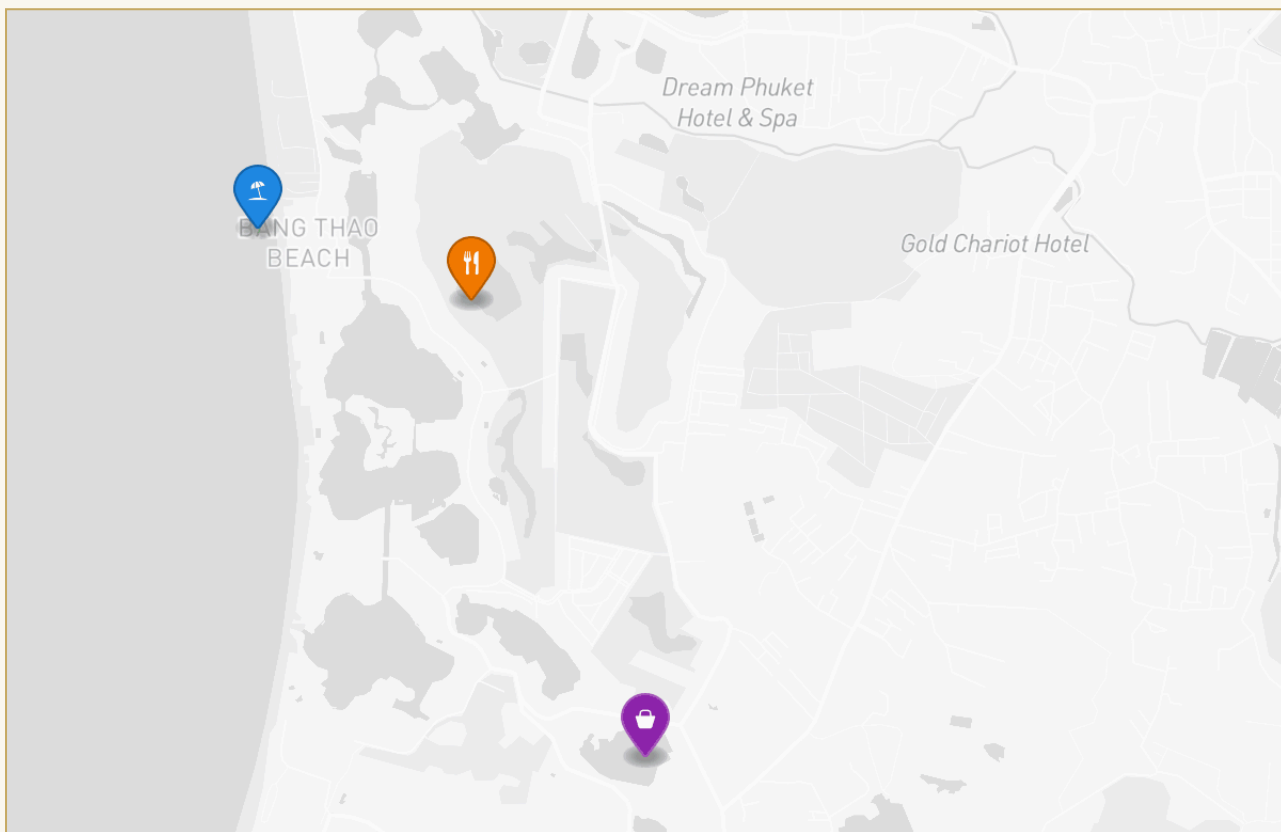 Dream Phuket
Hotel & Spa
BANG THAO
BEACH
Gold Chariot Hotel